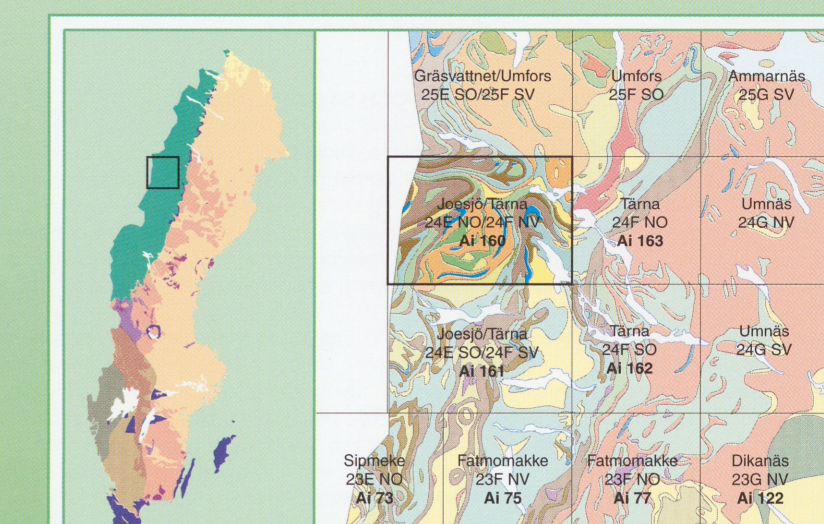 Gräsvattnet/Umfors
25E SO/25F SV
Umfors
25F SO
Ammarnäs
25G SV
Joesjö/Tärna
24E NO/24F NV
Ai 160
Tärna
24F NO
Ai 163
Umnäs
24G NV
Joesjö/Tärna
24E SO/24F SV
Ai 161
Tärna
24F SO
Ai 162
Umnäs
24G SV
Sipmeke
23E NO
Ai 73
Fatmomakke
23F NV
Ai 75
Fatmomakke
23F NO
Ai 77
Dikanäs
23G NV
Ai 122